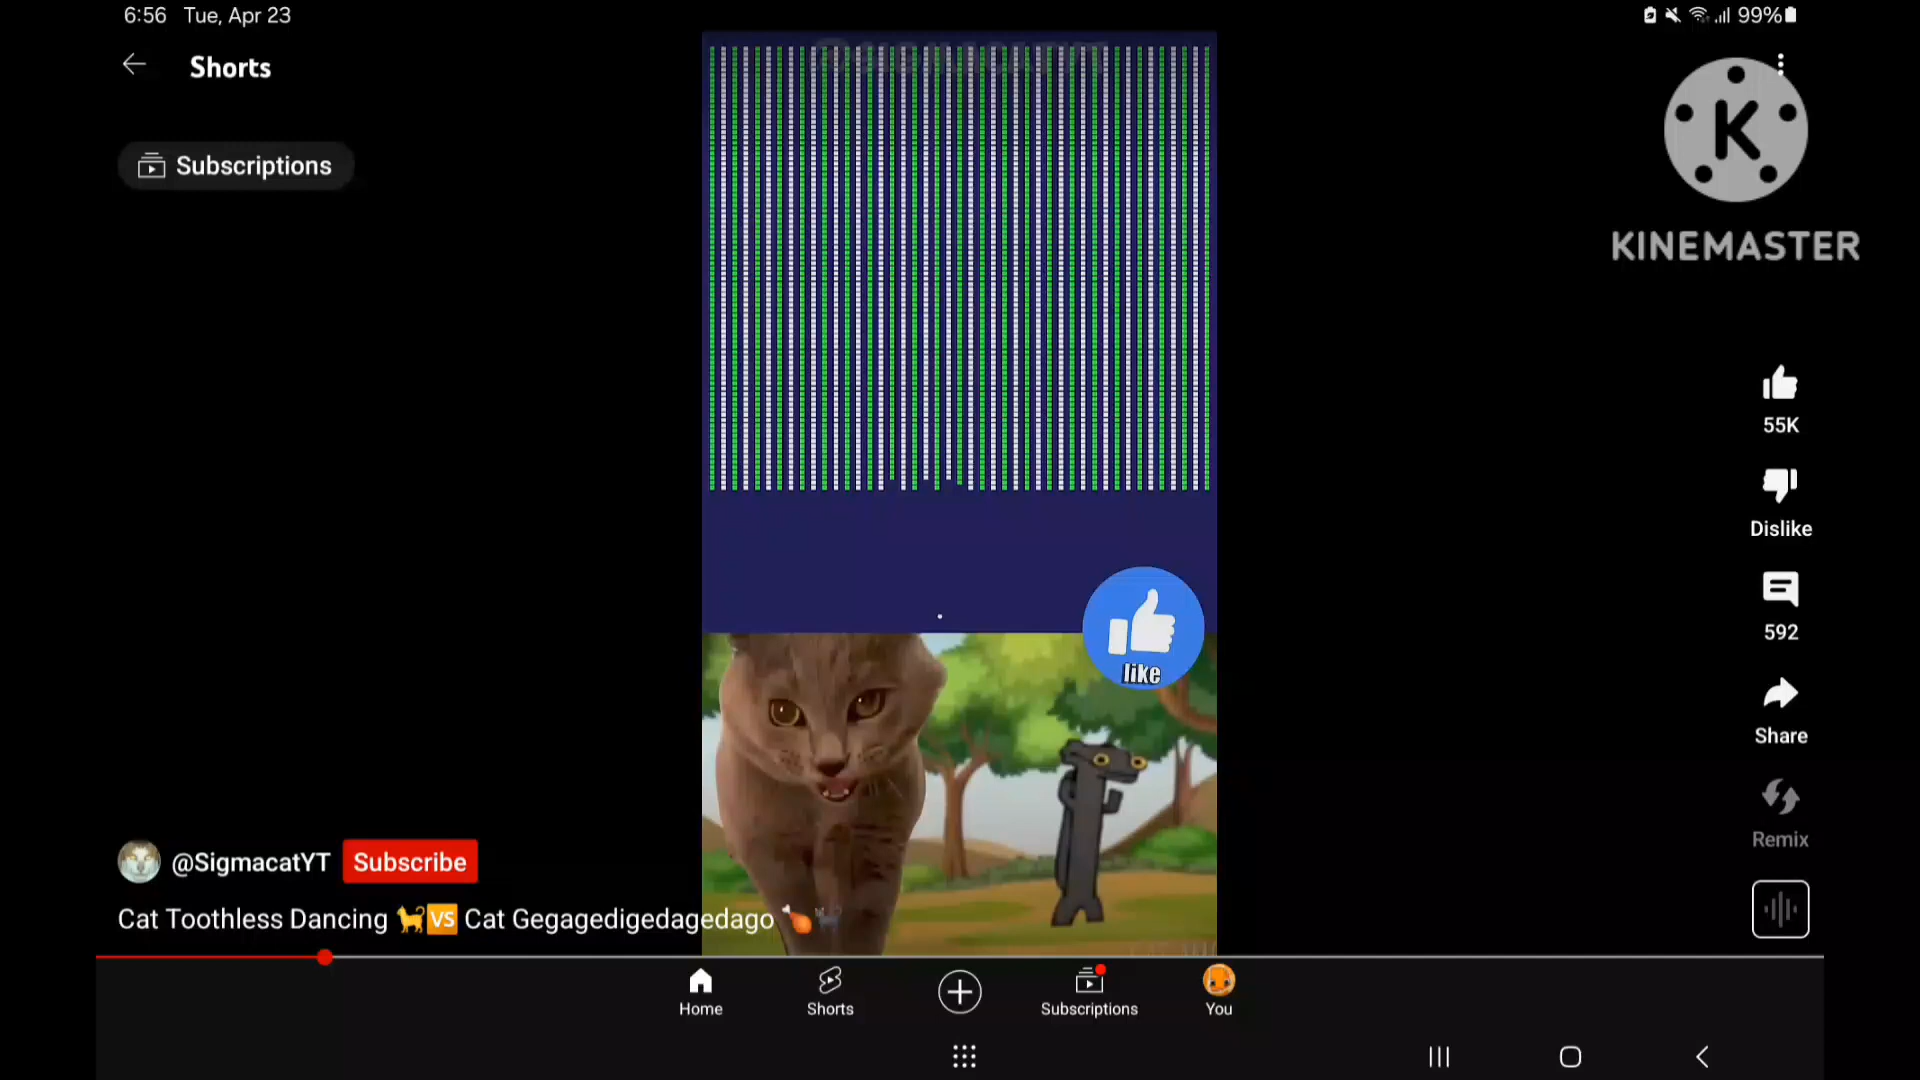 6:56 Tue, Apr 23
99%
Shorts
Subscriptions
K
KINEMASTER
55K
Dislike
592
Share
Remix
like
@SigmacatYT Subscribe
Cat Toothless Dancing 🐈🆚 Cat Gegagedigedagedago 🍗🐈‍⬛
Home
Shorts
Subscriptions
You